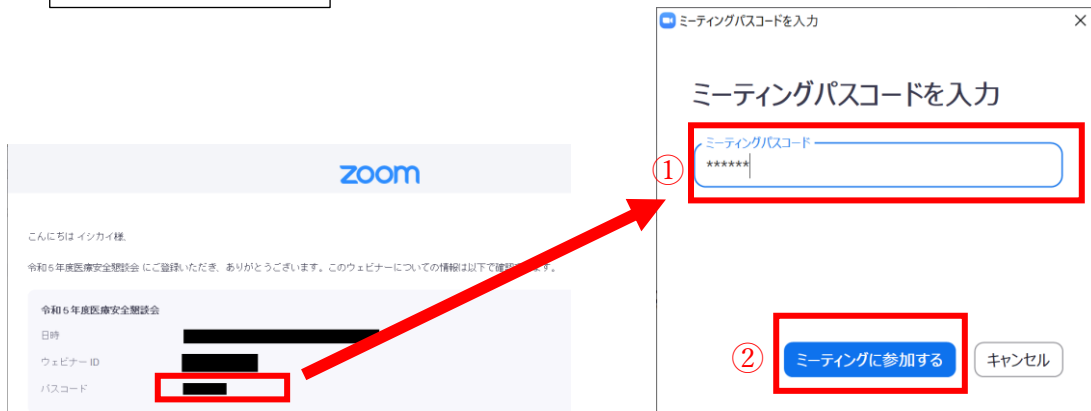 zoom
こんにちは イシカイ様,
令和5年度医療安全懇談会 にご登録いただき、ありがとうございます。このウェビナーについての情報は以下で確認 ます。
令和5年度医療安全懇談会
日時
ウェビナー ID
パスコード
ミーティングパスコードを入力
ミーティングパスコードを入力
ミーティングパスコード
①
******
②
ミーティングに参加する
キャンセル